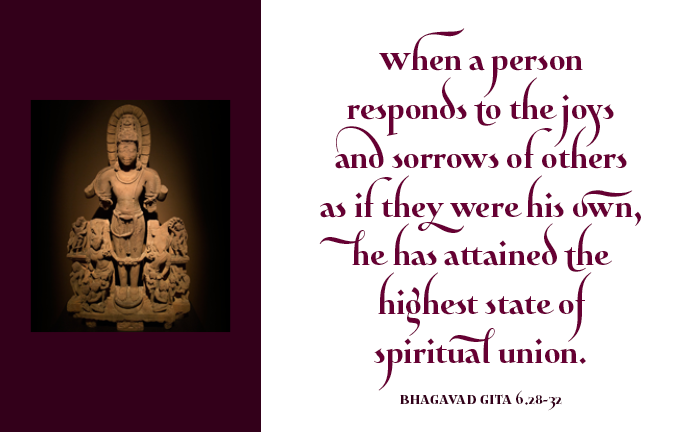 When a person
responds to the joys
and sorrows of others
as if they were his own,
he has attained the
highest state of
spiritual union.
BHAGAVAD GITA 6.28-32